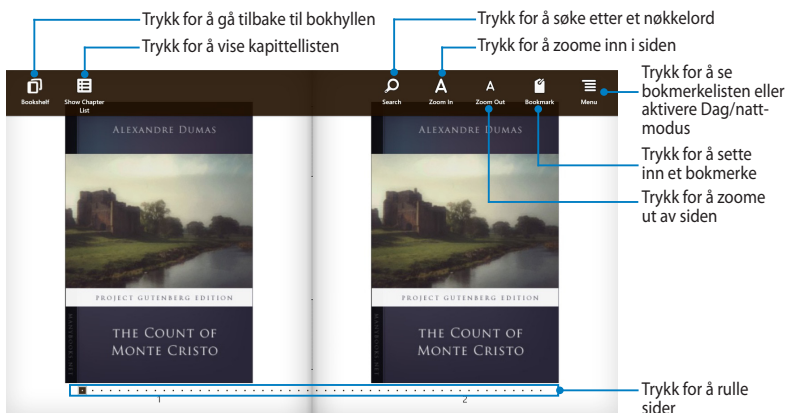 Trykk for å gå tilbake til bokhyllen
Trykk for å vise kapittellisten
Trykk for å søke etter et nøkkelord
Trykk for å zoome inn i siden
Trykk for å se
bokmerkelisten eller
aktivere Dag/natt-
modus
Trykk for å sette
inn et bokmerke
Trykk for å zoome
ut av siden
Trykk for å rulle
sider
Bookshelf
Show Chapter
List
Search
Zoom In
Zoom Out
Bookmark
Menu
ALEXANDRE DUMAS
PROJECT GUTENBERG EDITION
THE COUNT OF
MONTE CRISTO
1
ALEXANDRE DUMAS
PROJECT GUTENBERG EDITION
THE COUNT OF
MONTE CRISTO
2